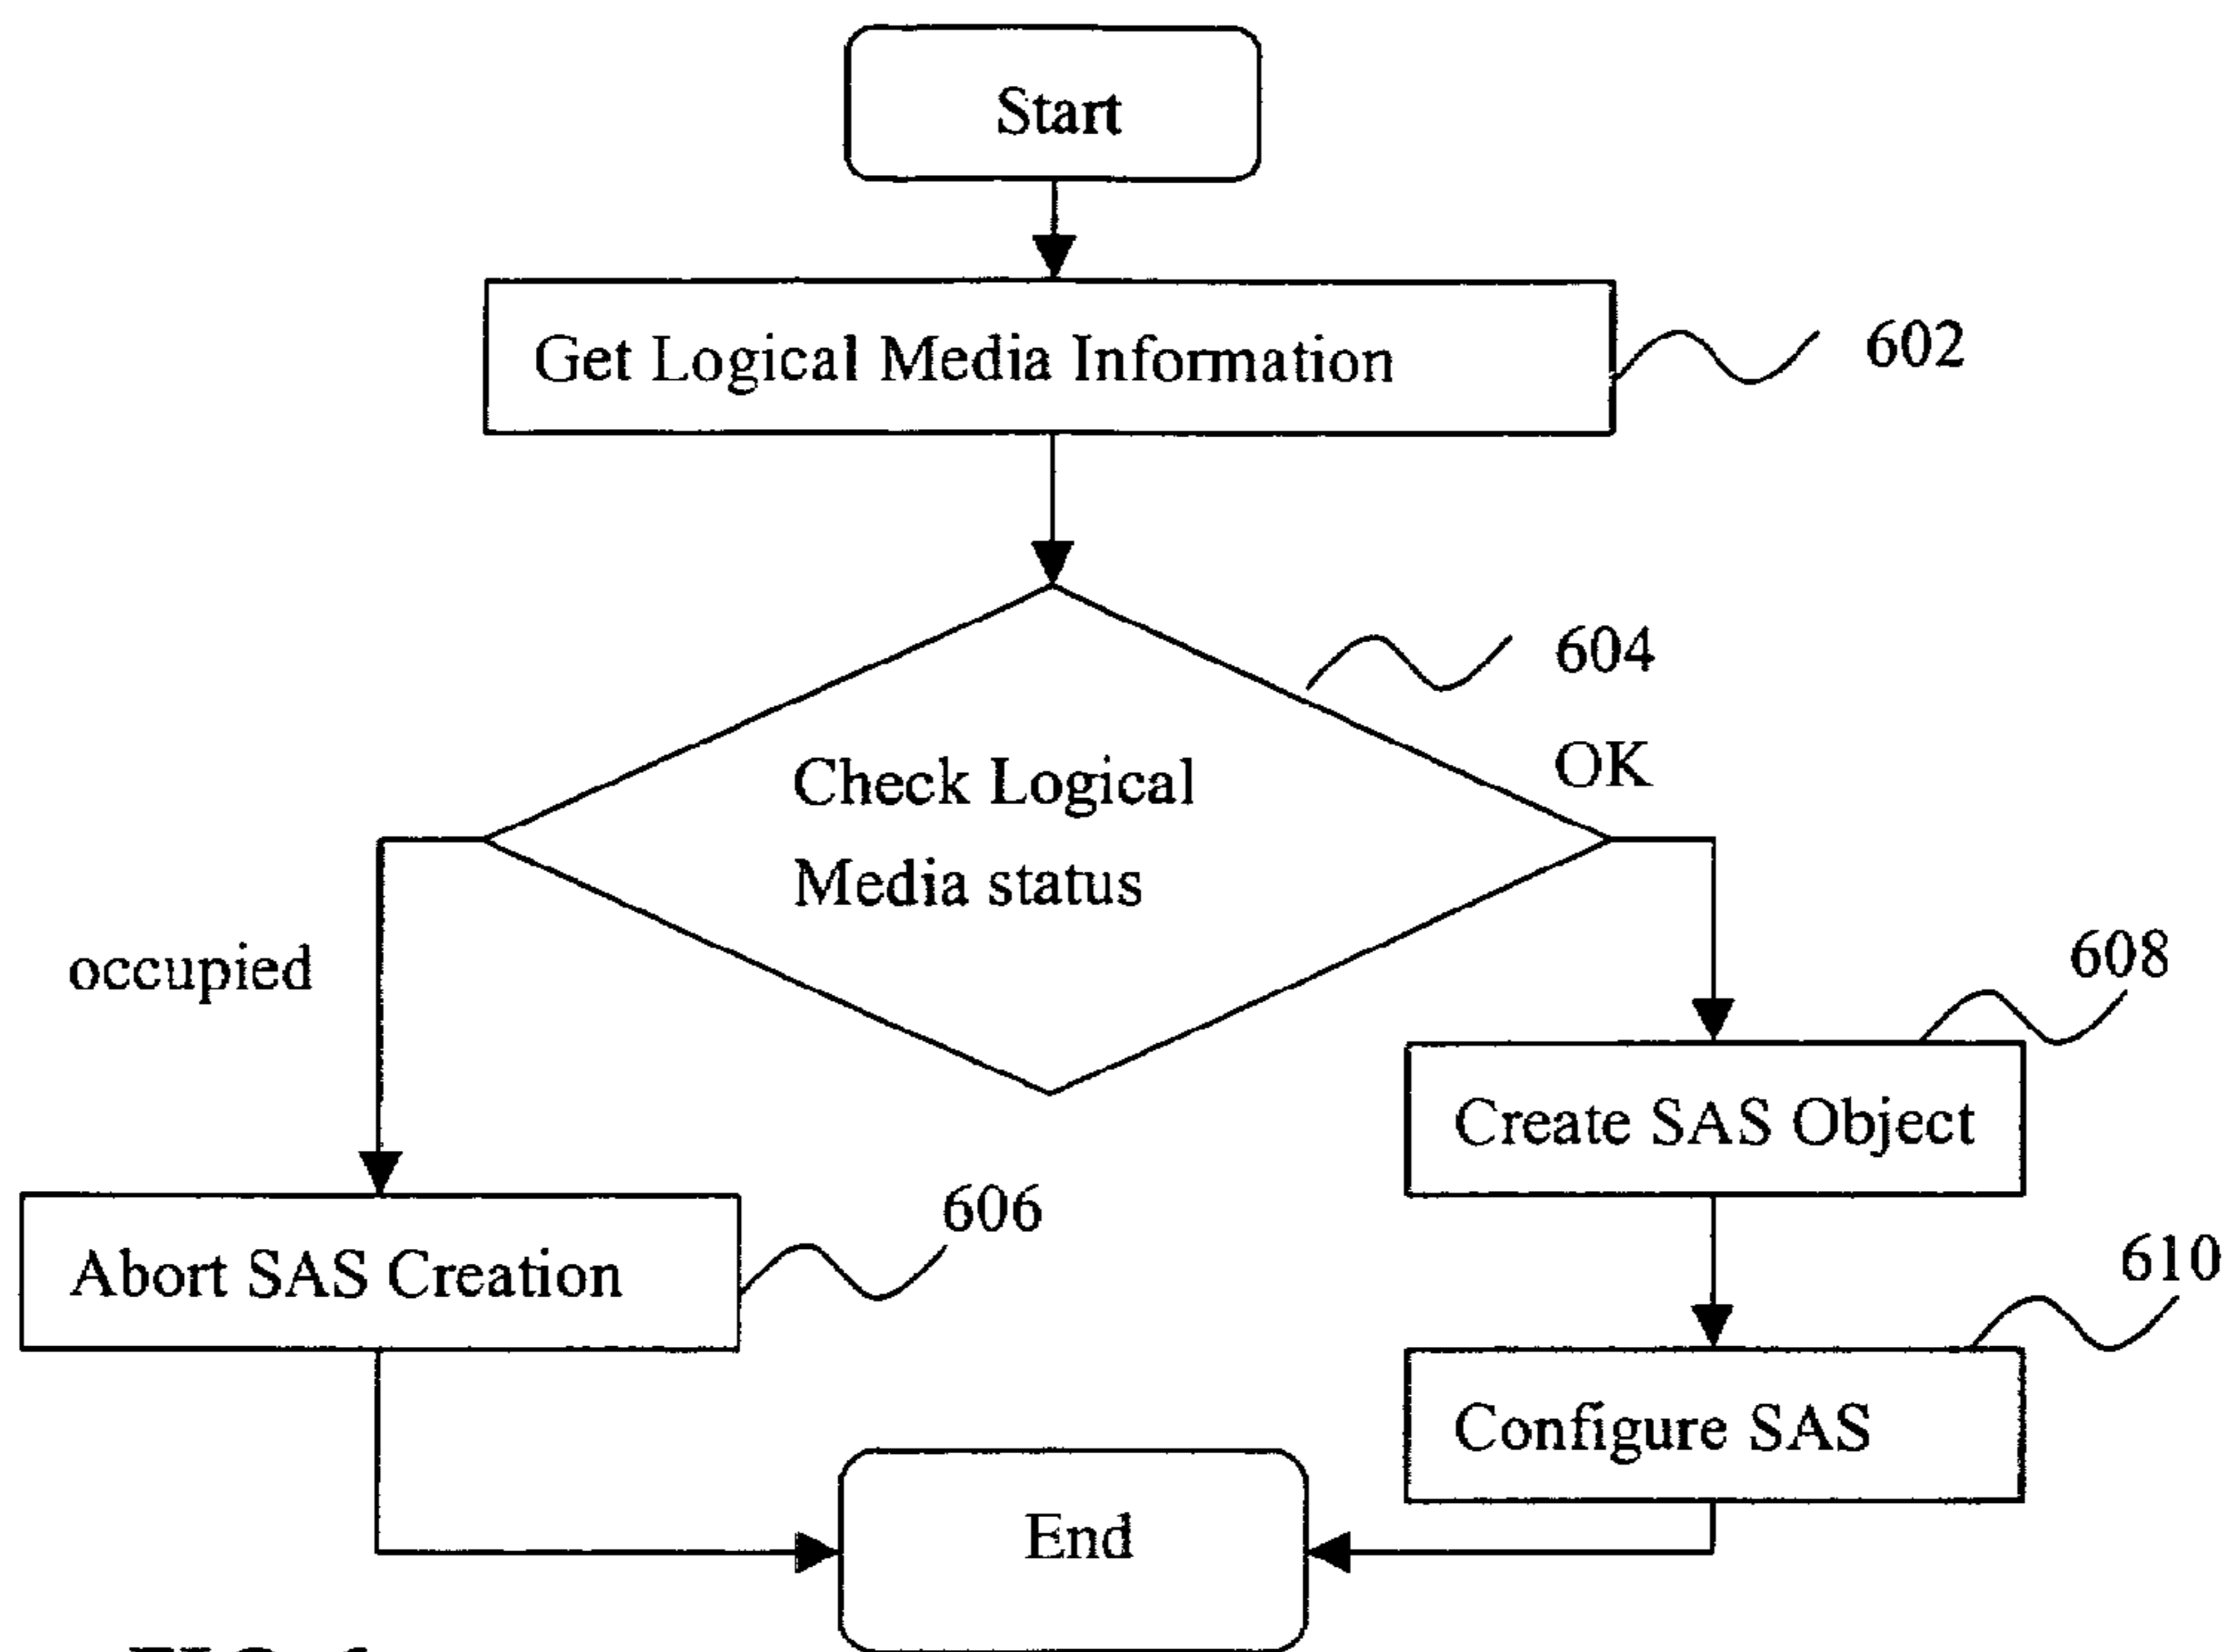 Start
Get Logical Media Information
602
604
OK
Check Logical
Media status
occupied
608
Create SAS Object
606
Abort SAS Creation
610
Configure SAS
End